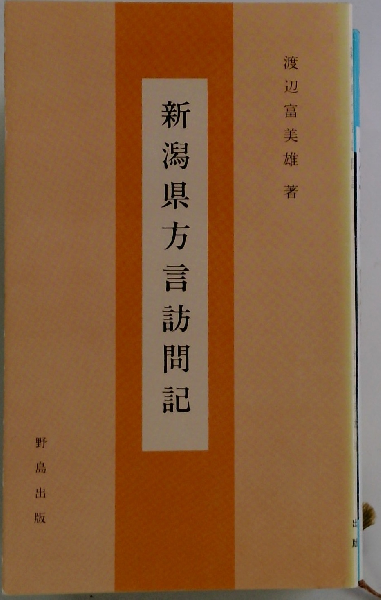 渡辺富美雄 著
新潟県方言訪問記
野島出版